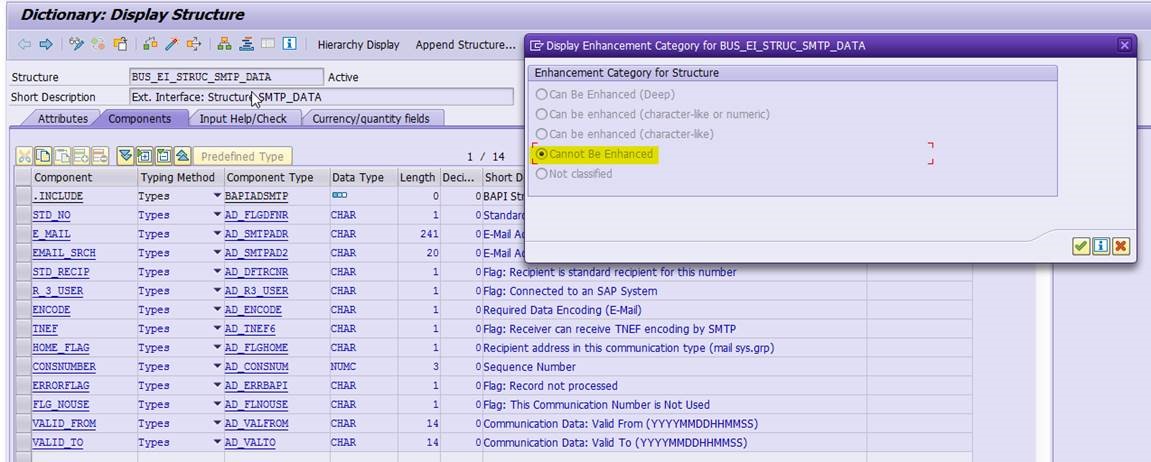 Dictionary: Display Structure
Hierarchy Display Append Structure...
Structure BUS_EI_STRUC_SMTP_DATA Active
Short Description Ext. Interface: Structure SMTP_DATA
Attributes Components Input Help/Check Currency/quantity fields
Predefined Type 1 / 14
Component Typing Method Component Type Data Type Length Deci... Short D
.INCLUDE Types BAPIADSMTP 0 0 BAPI Str
STD_NO Types AD_FLGDFNR CHAR 1 0 Standard
E_MAIL Types AD_SMTPADR CHAR 241 0 E-Mail Ad
EMAIL_SRCH Types AD_SMTPAD2 CHAR 20 0 E-Mail Ad
STD_RECIP Types AD_DFTRCNR CHAR 1 0 Flag: Recipient is standard recipient for this number
R_3_USER Types AD_R3_USER CHAR 1 0 Flag: Connected to an SAP System
ENCODE Types AD_ENCODE CHAR 1 0 Required Data Encoding (E-Mail)
TNEF Types AD_TNEF6 CHAR 1 0 Flag: Receiver can receive TNEF encoding by SMTP
HOME_FLAG Types AD_FLGHOME CHAR 1 0 Recipient address in this communication type (mail sys.grp)
CONSNUMBER Types AD_CONSNUM NUMC 3 0 Sequence Number
ERRORFLAG Types AD_ERRBAPI CHAR 1 0 Flag: Record not processed
FLG_NOUSE Types AD_FLNOUSE CHAR 1 0 Flag: This Communication Number is Not Used
VALID_FROM Types AD_VALFROM CHAR 14 0 Communication Data: Valid From (YYYYMMDDHHMMSS)
VALID_TO Types AD_VALTO CHAR 14 0 Communication Data: Valid To (YYYYMMDDHHMMSS)
Display Enhancement Category for BUS_EI_STRUC_SMTP_DATA
Enhancement Category for Structure
Can Be Enhanced (Deep)
Can be enhanced (character-like or numeric)
Can be enhanced (character-like)
Cannot Be Enhanced
Not classified